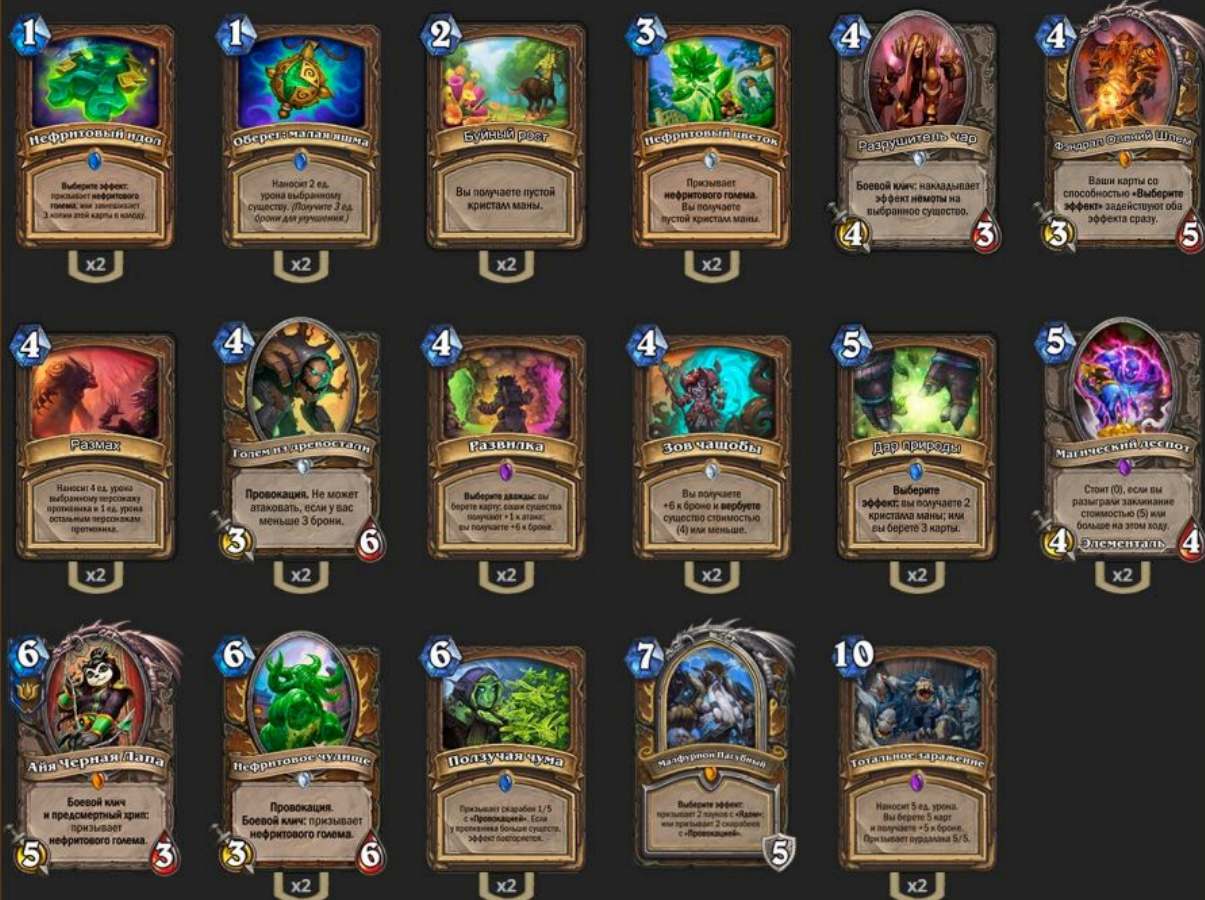 1
Нефритовый идол
Выберите эффект:
призывает нефритового
голема; или замешивает
3 копии этой карты в колоду.
x2
1
Оберег: малая яшма
Наносит 2 ед.
урона выбранному
существу. (Получите 3 ед.
брони для улучшения.)
x2
2
Буйный рост
Вы получаете пустой
кристалл маны.
x2
3
Нефритовый цветок
Призывает
нефритового голема.
Вы получаете
пустой кристалл маны.
x2
4
Разрушитель чар
Боевой клич: накладывает
эффект немоты на
выбранное существо.
4
3
4
Фэндрал Олений Шлем
Ваши карты со
способностью «Выберите
эффект» задействуют оба
эффекта сразу.
3
5
4
Размах
Наносит 4 ед. урона
выбранному персонажу
противника и 1 ед. урона
остальным персонажам
противника.
x2
4
Голем из древостали
Провокация. Не может
атаковать, если у вас
меньше 3 брони.
3
6
x2
4
Развилка
Выберите дважды: вы
берете карту; ваши существа
получают +1 к атаке;
вы получаете +6 к броне.
x2
4
Зов чащобы
Вы получаете
+6 к броне и вербуете
существо стоимостью
(4) или меньше.
x2
5
Дар природы
Выберите
эффект: вы получаете 2
кристалла маны; или
вы берете 3 карты.
x2
5
Магический деспот
Стоит (0), если вы
разыграли заклинание
стоимостью (5) или
больше на этом ходу.
4
Элементаль
4
x2
6
Айя Черная Лапа
Боевой клич
и предсмертный хрип:
призывает
нефритового голема.
5
3
6
Нефритовое чудище
Провокация.
Боевой клич: призывает
нефритового голема.
3
6
x2
6
Ползучая чума
Призывает скарабея 1/5
с «Провокацией». Если
у противника больше существ,
эффект повторяется.
x2
7
Малфурион Пагубный
Выберите эффект:
призывает 2 пауков с «Ядом»;
или призывает 2 скарабеев
с «Провокацией».
5
10
Тотальное заражение
Наносит 5 ед. урона.
Вы берете 5 карт
и получаете +5 к броне.
Призывает вурдалака 5/5.
x2